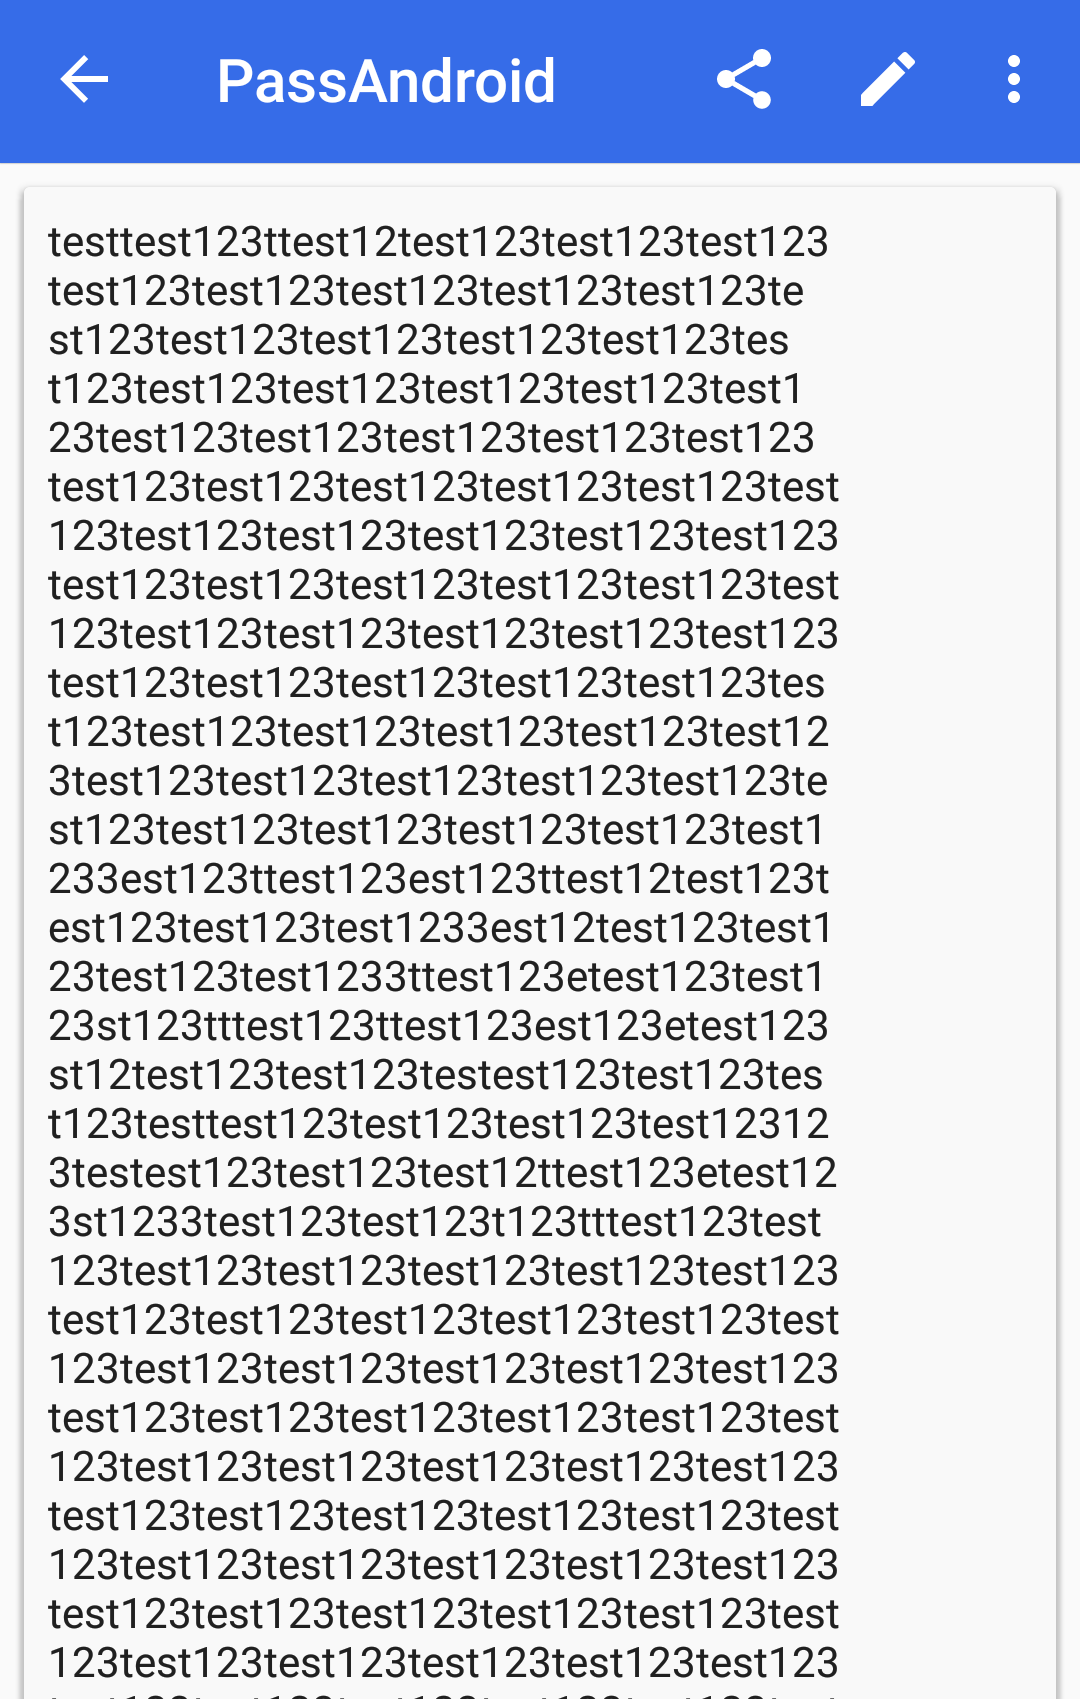 PassAndroid
testtest123ttest12test123test123test123
test123test123test123test123test123te
st123test123test123test123test123tes
t123test123test123test123test123test1
23test123test123test123test123test123
test123test123test123test123test123test
123test123test123test123test123test123
test123test123test123test123test123test
123test123test123test123test123test123
test123test123test123test123test123tes
t123test123test123test123test123test12
3test123test123test123test123test123te
st123test123test123test123test123test1
233est123ttest123est123ttest12test123t
est123test123test1233est12test123test1
23test123test1233ttest123etest123test1
23st123tttest123ttest123est123etest123
st12test123test123testest123test123tes
t123testtest123test123test123test12312
3testest123test123test12ttest123etest12
3st1233test123test123t123tttest123test
123test123test123test123test123test123
test123test123test123test123test123test
123test123test123test123test123test123
test123test123test123test123test123test
123test123test123test123test123test123
test123test123test123test123test123test
123test123test123test123test123test123
test123test123test123test123test123test
123test123test123test123test123test123